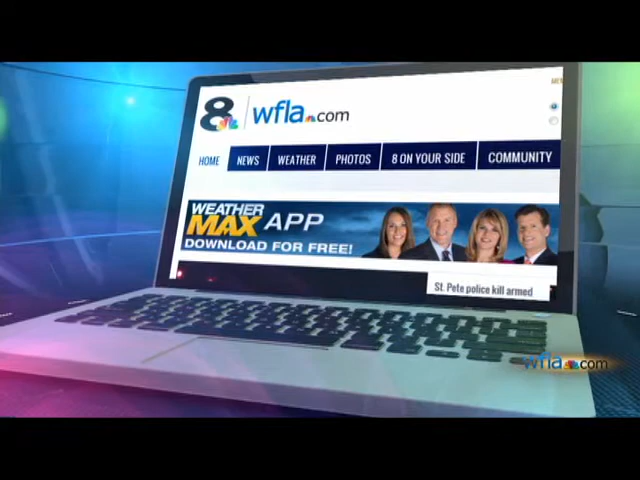 8 wfla.com
HOME NEWS WEATHER PHOTOS 8 ON YOUR SIDE COMMUNITY
WEATHER
MAX APP
DOWNLOAD FOR FREE!
St. Pete police kill armed
wfla.com